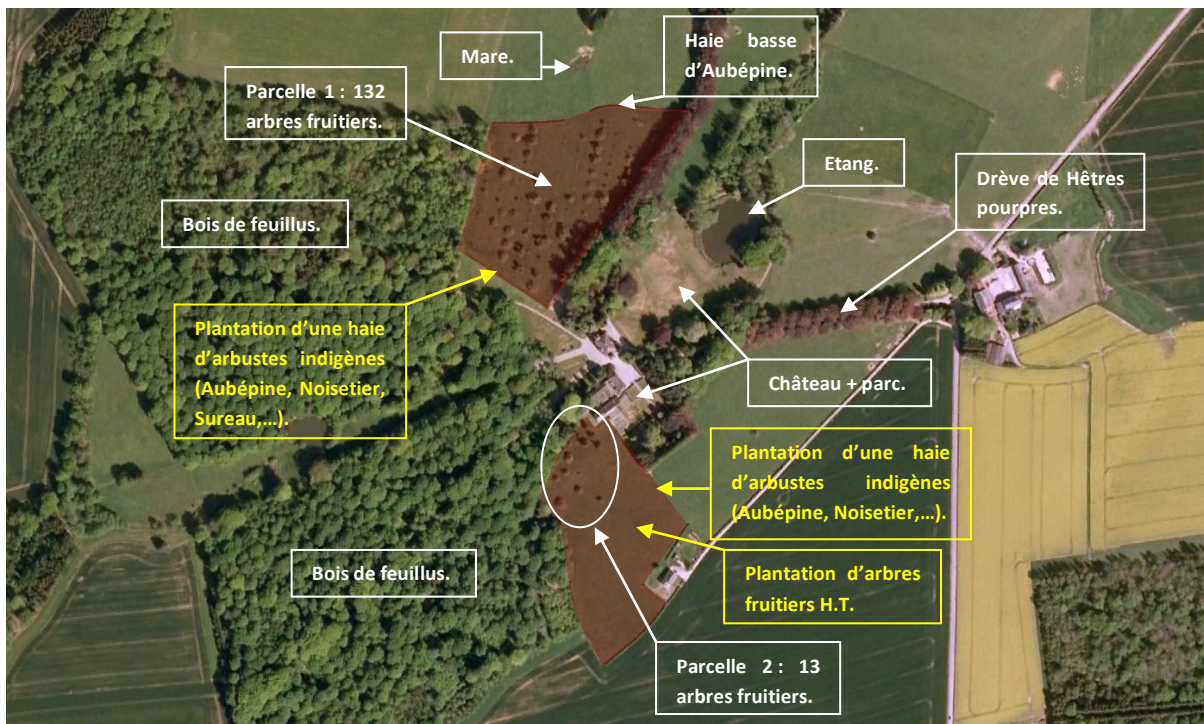 Mare.
Haie basse
d'Aubépine.
Parcelle 1 : 132
arbres fruitiers.
Etang.
Drève de Hêtres
pourpres.
Bois de feuillus.
Plantation d'une haie
d'arbustes indigènes
(Aubépine, Noisetier,
Sureau,...).
Château + parc.
Plantation d'une haie
d'arbustes indigènes
(Aubépine, Noisetier,...).
Bois de feuillus.
Plantation d'arbres
fruitiers H.T.
Parcelle 2 : 13
arbres fruitiers.